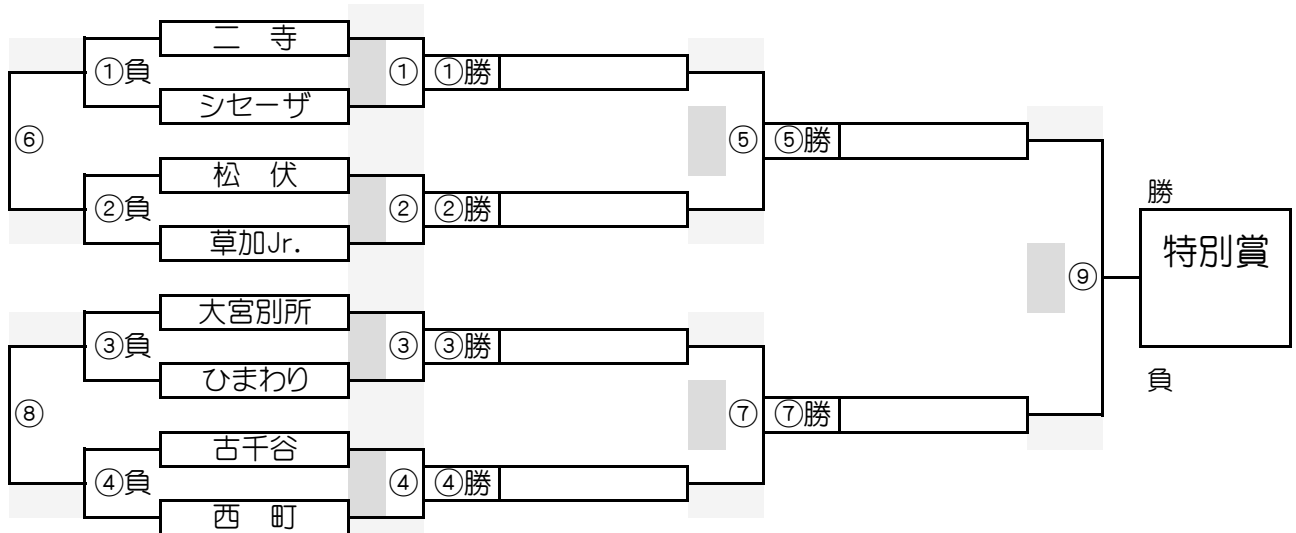 二　寺
①負
①
①勝
シセーザ
⑥
⑤
⑤勝
松　伏
②負
②
②勝
草加Jr.
勝
特別賞
⑨
大宮別所
③負
③
③勝
ひまわり
負
⑧
⑦
⑦勝
古千谷
④負
④
④勝
西　町